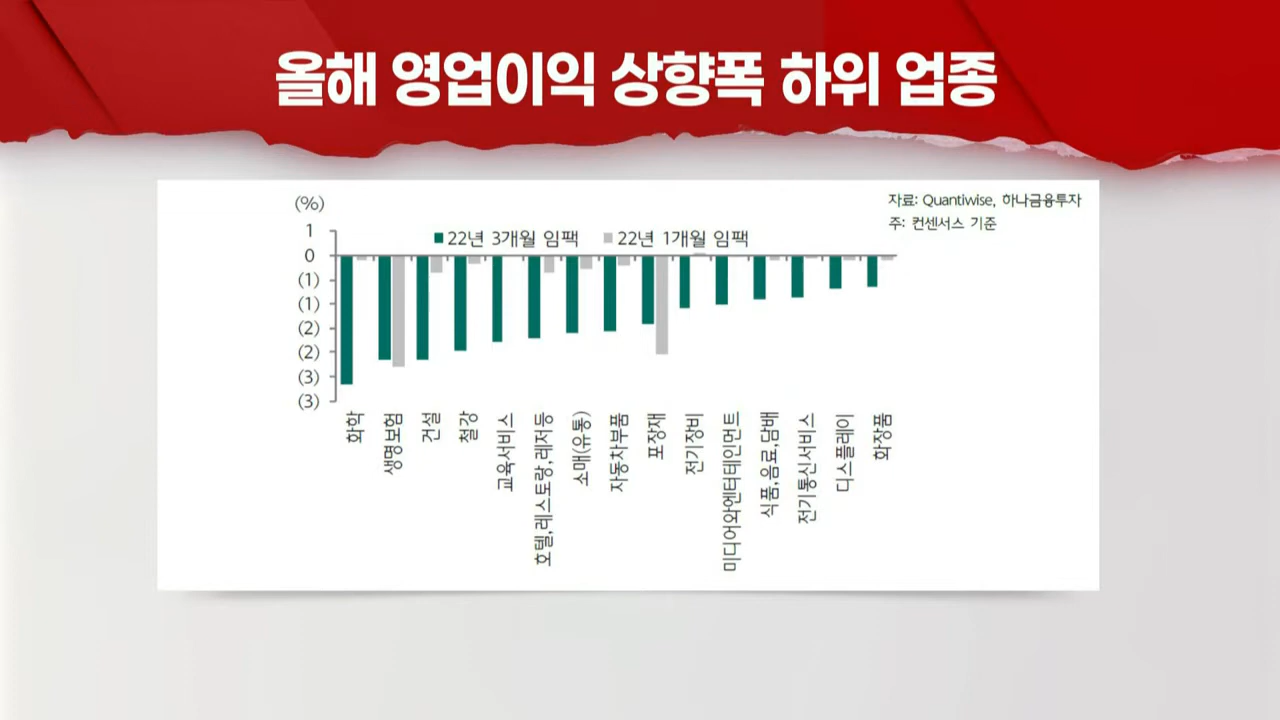 올해 영업이익 상향폭 하위 업종
(%)
자료: Quantiwise, 하나금융투자
주: 컨센서스 기준
22년 3개월 임팩
22년 1개월 임팩
1
0
(1)
(1)
(2)
(2)
(3)
(3)
화학
생명보험
건설
철강
교육서비스
호텔,레스토랑,레저등
소매(유통)
자동차부품
포장재
전기장비
미디어와엔터테인먼트
식품,음료,담배
전기통신서비스
디스플레이
화장품